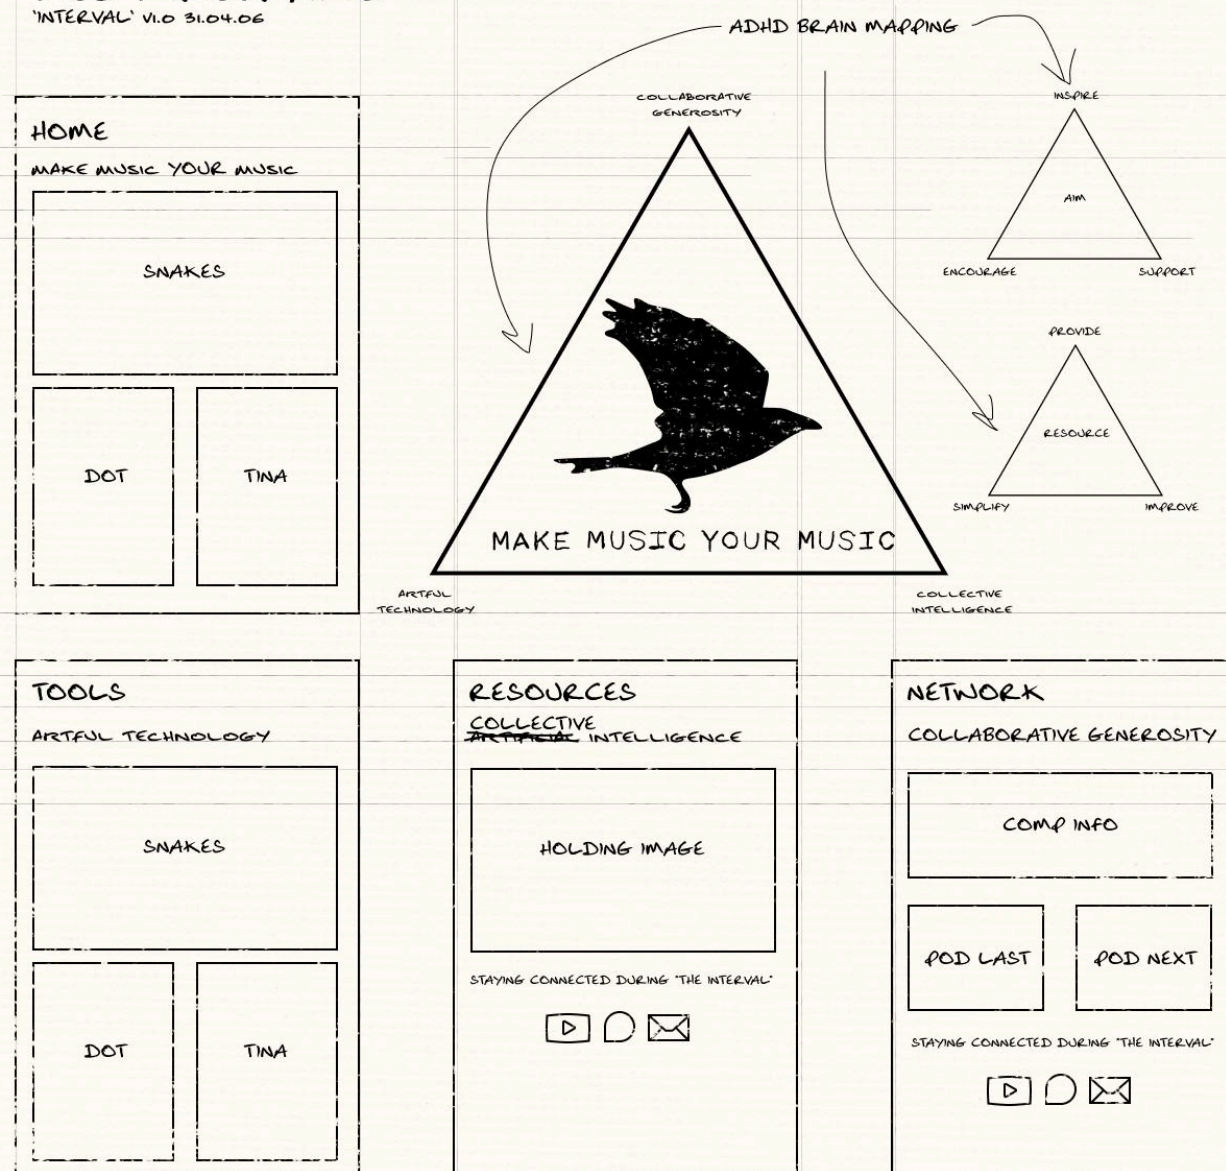 'INTERVAL' V1.0 31.04.06
ADHD BRAIN MAPPING
HOME
MAKE MUSIC YOUR MUSIC
SNAKES
DOT
TINA
COLLABORATIVE
GENEROSITY
MAKE MUSIC YOUR MUSIC
ARTFUL
TECHNOLOGY
COLLECTIVE
INTELLIGENCE
INSPIRE
AIM
ENCOURAGE
SUPPORT
PROVIDE
RESOURCE
SIMPLIFY
IMPROVE
TOOLS
ARTFUL TECHNOLOGY
SNAKES
DOT
TINA
RESOURCES
COLLECTIVE
ARTIFICIAL INTELLIGENCE
HOLDING IMAGE
STAYING CONNECTED DURING 'THE INTERVAL'
NETWORK
COLLABORATIVE GENEROSITY
COMP INFO
POD LAST
POD NEXT
STAYING CONNECTED DURING 'THE INTERVAL'